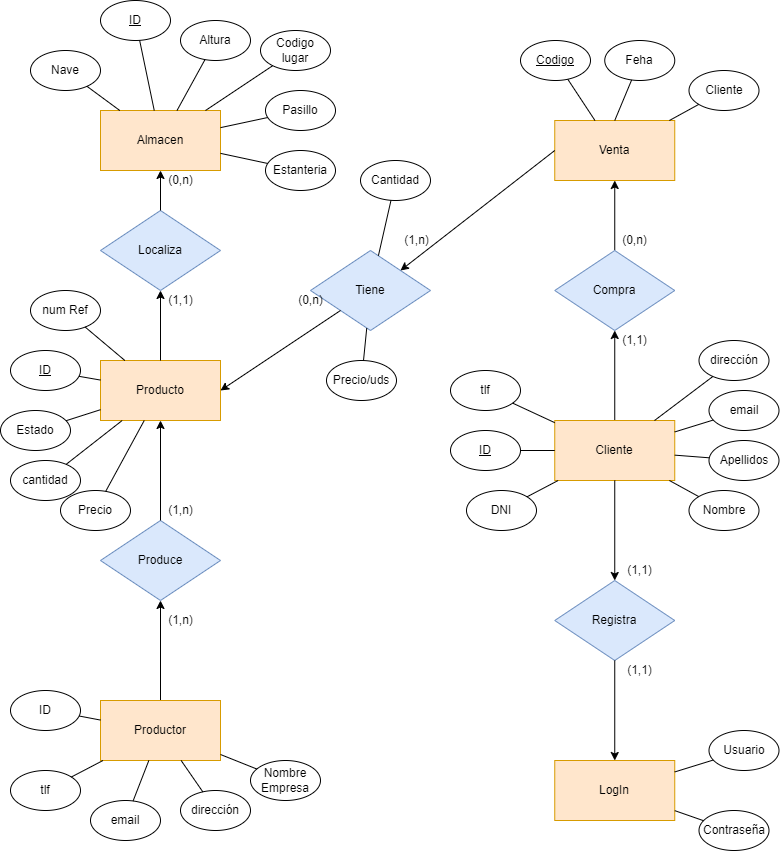 ID
Altura
Codigo
lugar
Nave
Pasillo
Almacen
Estanteria
(0,n)
Localiza
(1,1)
num Ref
ID
Producto
Estado
cantidad
Precio
(1,n)
Produce
(1,n)
ID
Productor
tlf
email
dirección
Nombre
Empresa
Cantidad
(1,n)
Tiene
(0,n)
Precio/uds
Codigo
Feha
Cliente
Venta
(0,n)
Compra
(1,1)
dirección
tlf
email
ID
Cliente
Apellidos
DNI
Nombre
(1,1)
Registra
(1,1)
Usuario
LogIn
Contraseña